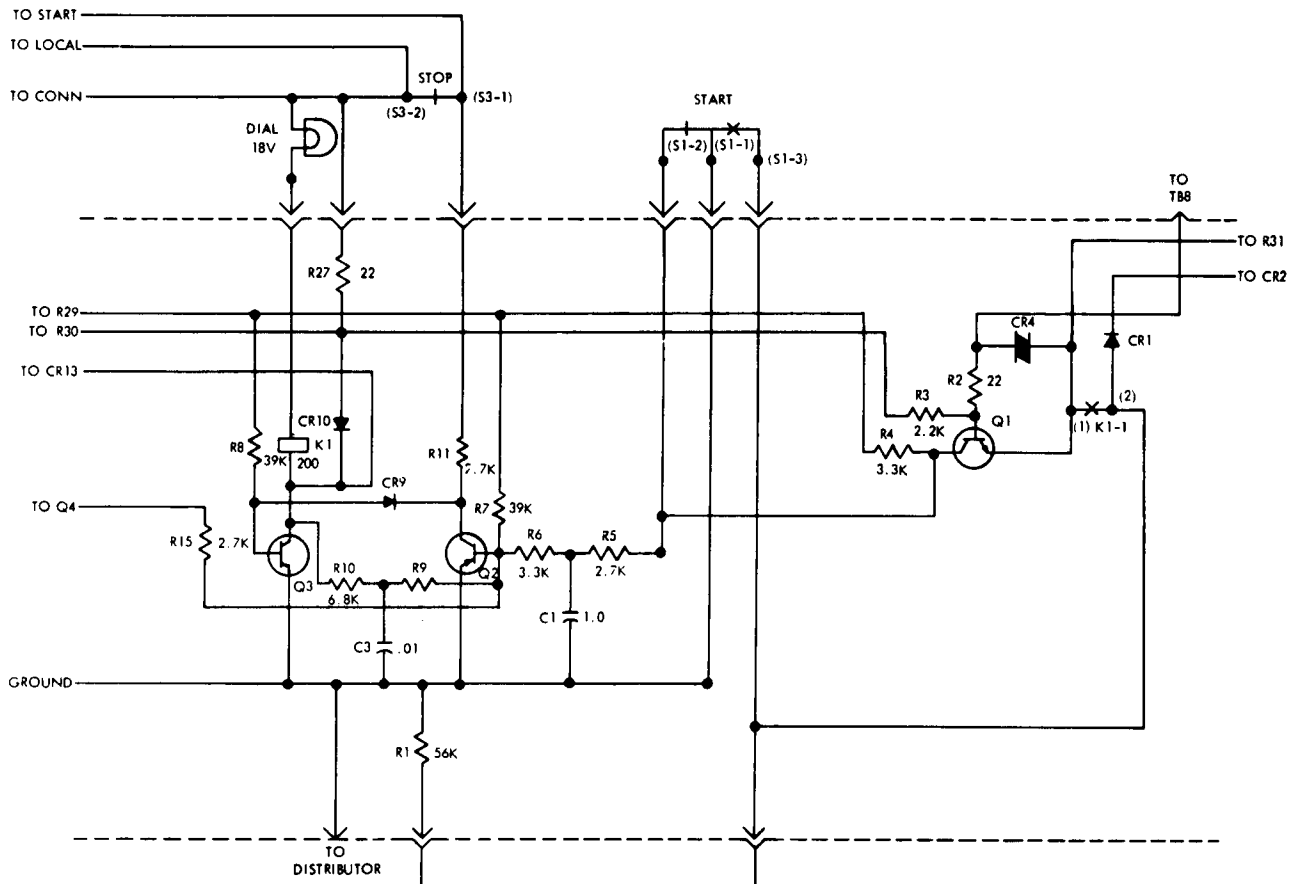 TO START
TO LOCAL
STOP
TO CONN
(S3-2)
(S3-1)
START
DIAL
18V
(S1-2)
(S1-1)
(S1-3)
TO
TB8
TO R31
R27
22
TO CR2
TO R29
TO R30
CR4
CR1
TO CR13
R2
22
R3
2.2K
(2)
CR10
Q1
(1) K1-1
R8
39K
K1
200
R11
2.7K
R4
3.3K
CR9
R7
39K
TO Q4
R15
2.7K
R6
3.3K
R5
2.7K
Q3
Q2
R10
6.8K
R9
C1
1.0
C3
.01
GROUND
R1
56K
TO
DISTRIBUTOR